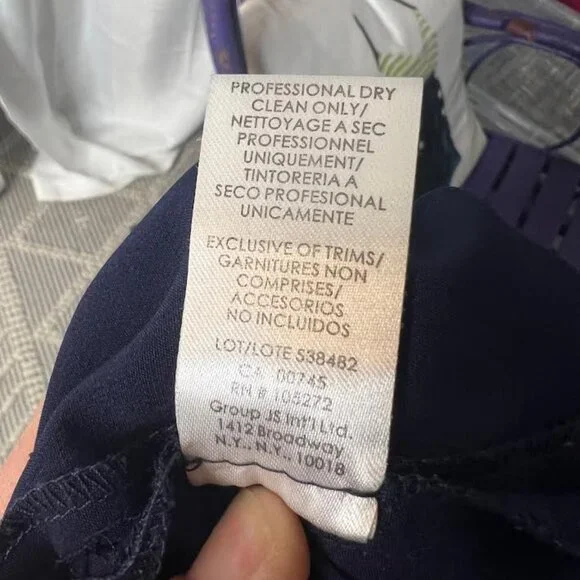 PROFESSIONAL DRY
CLEAN ONLY/
NETTOYAGE A SEC
PROFESSIONNEL
UNIQUEMENT/
TINTORERIA A
SECO PROFESIONAL
UNICAMENTE
EXCLUSIVE OF TRIMS/
GARNITURES NON
COMPRISES/
ACCESORIOS
NO INCLUIDOS
LOT/LOTE 538482
CA 00745
RN # 105272
Group JS Int'l Ltd.
1412 Broadway
N.Y., N.Y., 10018